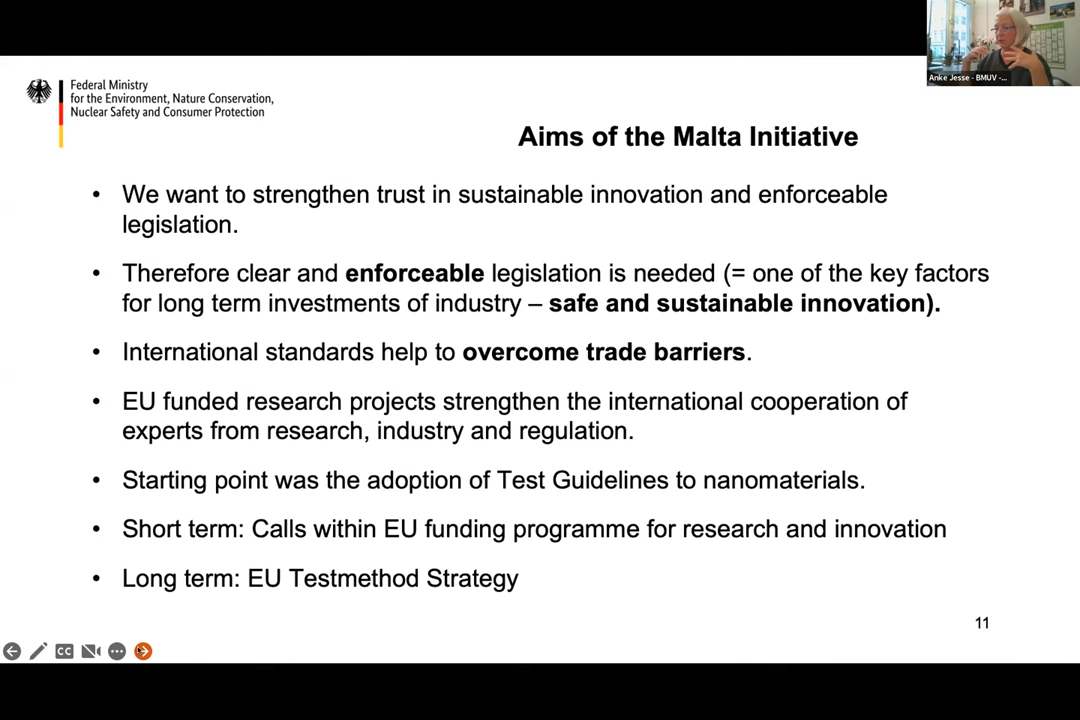 Anke Jesse - BMUV -...
Federal Ministry
for the Environment, Nature Conservation,
Nuclear Safety and Consumer Protection
Aims of the Malta Initiative
• We want to strengthen trust in sustainable innovation and enforceable
legislation.
• Therefore clear and enforceable legislation is needed (= one of the key factors
for long term investments of industry – safe and sustainable innovation).
• International standards help to overcome trade barriers.
• EU funded research projects strengthen the international cooperation of
experts from research, industry and regulation.
• Starting point was the adoption of Test Guidelines to nanomaterials.
• Short term: Calls within EU funding programme for research and innovation
• Long term: EU Testmethod Strategy
11
CC